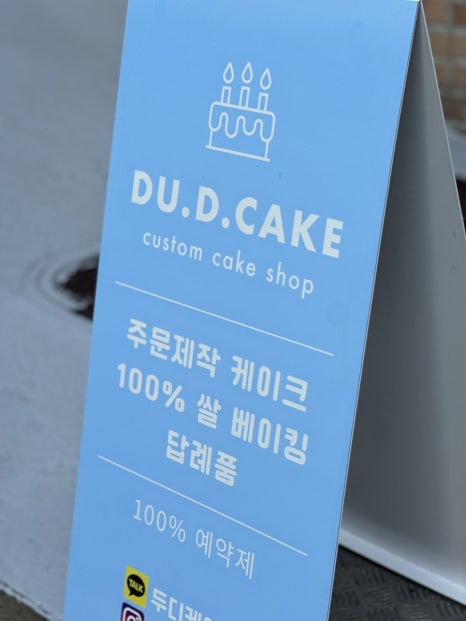 DU.D.CAKE
custom cake shop
주문제작 케이크
100% 쌀 베이킹
답례품
100% 예약제
TALK